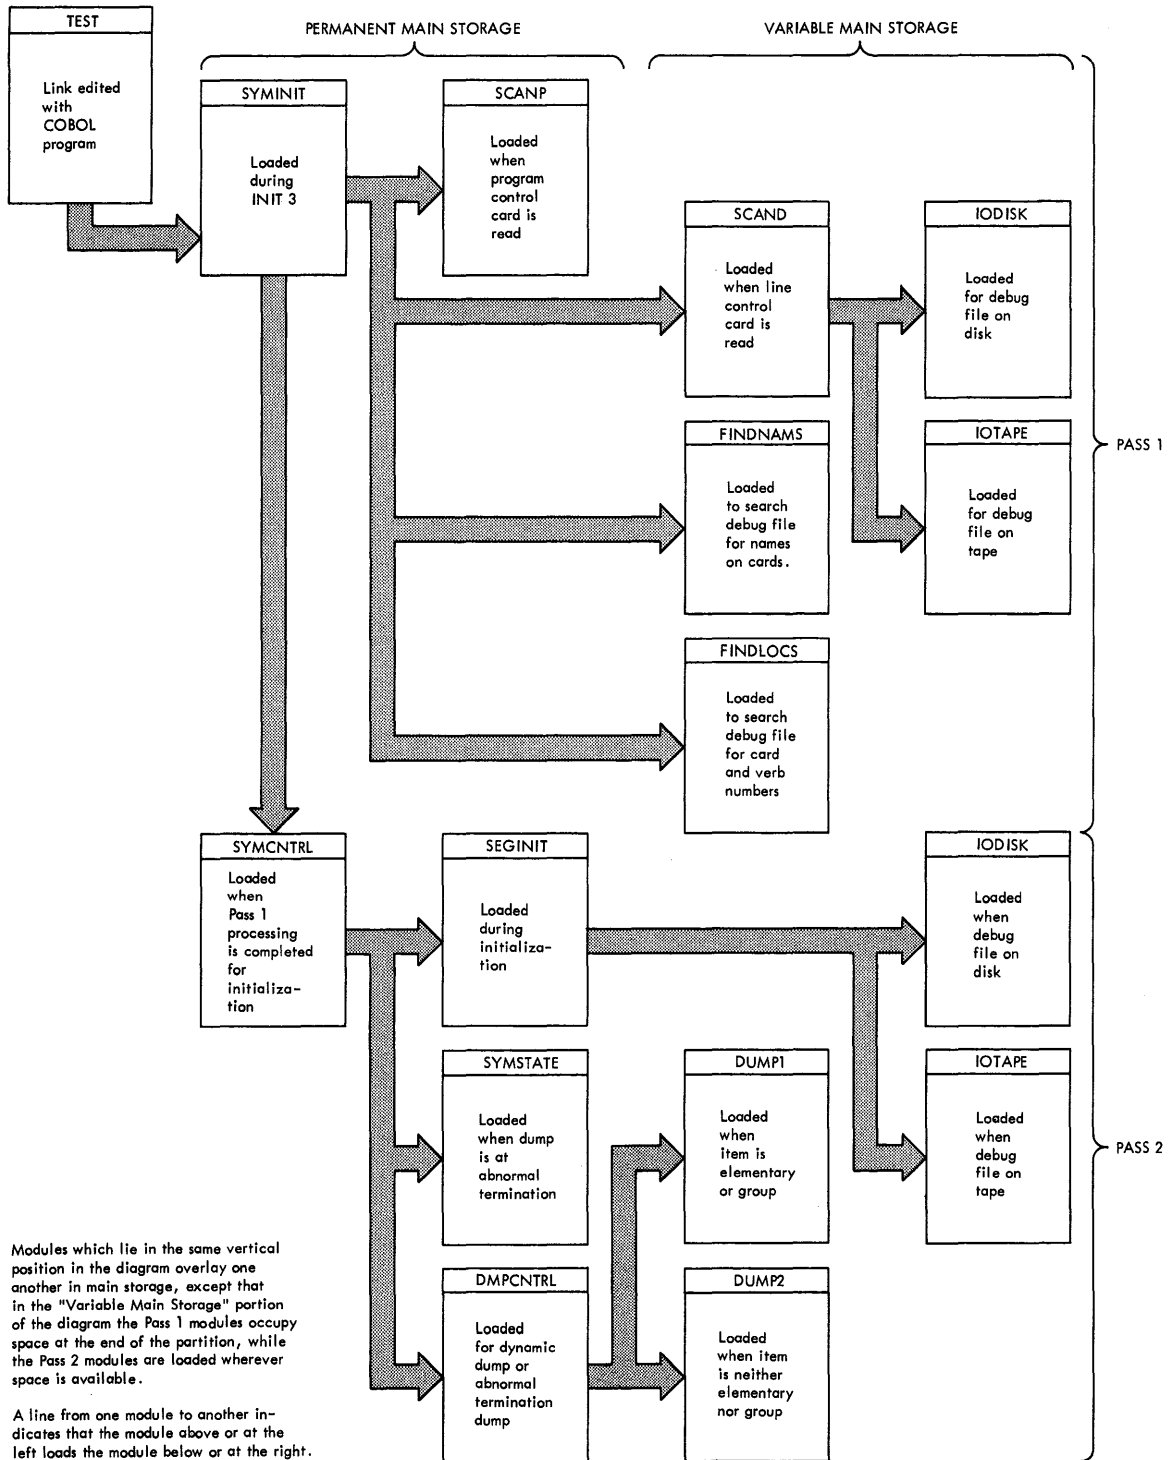 TEST
Link edited
with
COBOL
program
PERMANENT MAIN STORAGE
VARIABLE MAIN STORAGE
SYMINIT
Loaded
during
INIT 3
SCANP
Loaded
when
program
control
card is
read
SCAND
Loaded
when line
control
card is
read
IODISK
Loaded
for debug
file on
disk
FINDNAMS
Loaded
to search
debug file
for names
on cards.
IOTAPE
Loaded
for debug
file on
tape
PASS 1
FINDLOCS
Loaded
to search
debug file
for card
and verb
numbers
SYMCNTRL
Loaded
when
Pass 1
processing
is completed
for
initializa-
tion
SEGINIT
Loaded
during
initializa-
tion
IODISK
Loaded
when
debug
file on
disk
SYMSTATE
Loaded
when dump
is at
abnormal
termination
DUMP1
Loaded
when
item is
elementary
or group
IOTAPE
Loaded
when
debug
file on
tape
PASS 2
DMPCNTRL
Loaded
for dynamic
dump or
abnormal
termination
dump
DUMP2
Loaded
when item
is neither
elementary
nor group
Modules which lie in the same vertical
position in the diagram overlay one
another in main storage, except that
in the "Variable Main Storage" portion
of the diagram the Pass 1 modules occupy
space at the end of the partition, while
the Pass 2 modules are loaded wherever
space is available.
A line from one module to another in-
dicates that the module above or at the
left loads the module below or at the right.